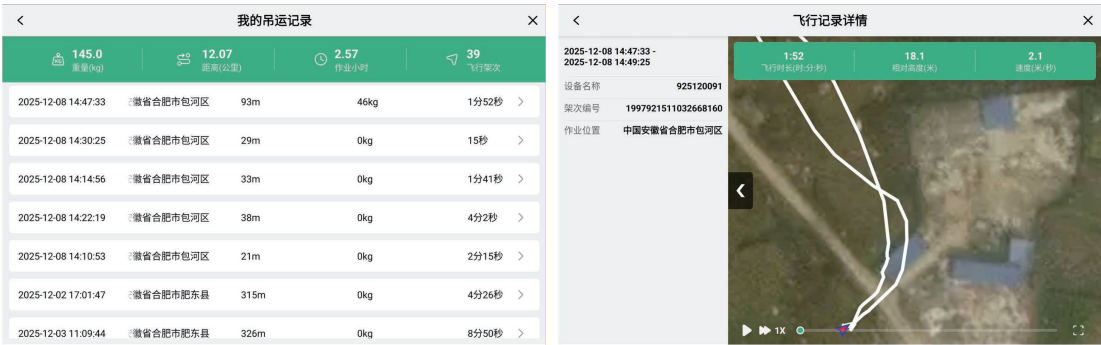 我的吊运记录
145.0
重量(kg)
12.07
距离(公里)
2.57
作业小时
39
飞行架次
2025-12-08 14:47:33 徽省合肥市包河区 93m 46kg 1分52秒
2025-12-08 14:30:25 徽省合肥市包河区 29m 0kg 15秒
2025-12-08 14:14:56 徽省合肥市包河区 33m 0kg 1分41秒
2025-12-08 14:22:19 徽省合肥市包河区 38m 0kg 4分2秒
2025-12-08 14:10:53 徽省合肥市包河区 21m 0kg 2分15秒
2025-12-02 17:01:47 徽省合肥市肥东县 315m 0kg 4分26秒
2025-12-03 11:09:44 徽省合肥市肥东县 326m 0kg 8分50秒
飞行记录详情
2025-12-08 14:47:33 -
2025-12-08 14:49:25
设备名称 925120091
架次编号 1997921511032668160
作业位置 中国安徽省合肥市包河区
1:52
飞行时长(时:分:秒)
18.1
相对高度(米)
2.1
速度(米/秒)
1X